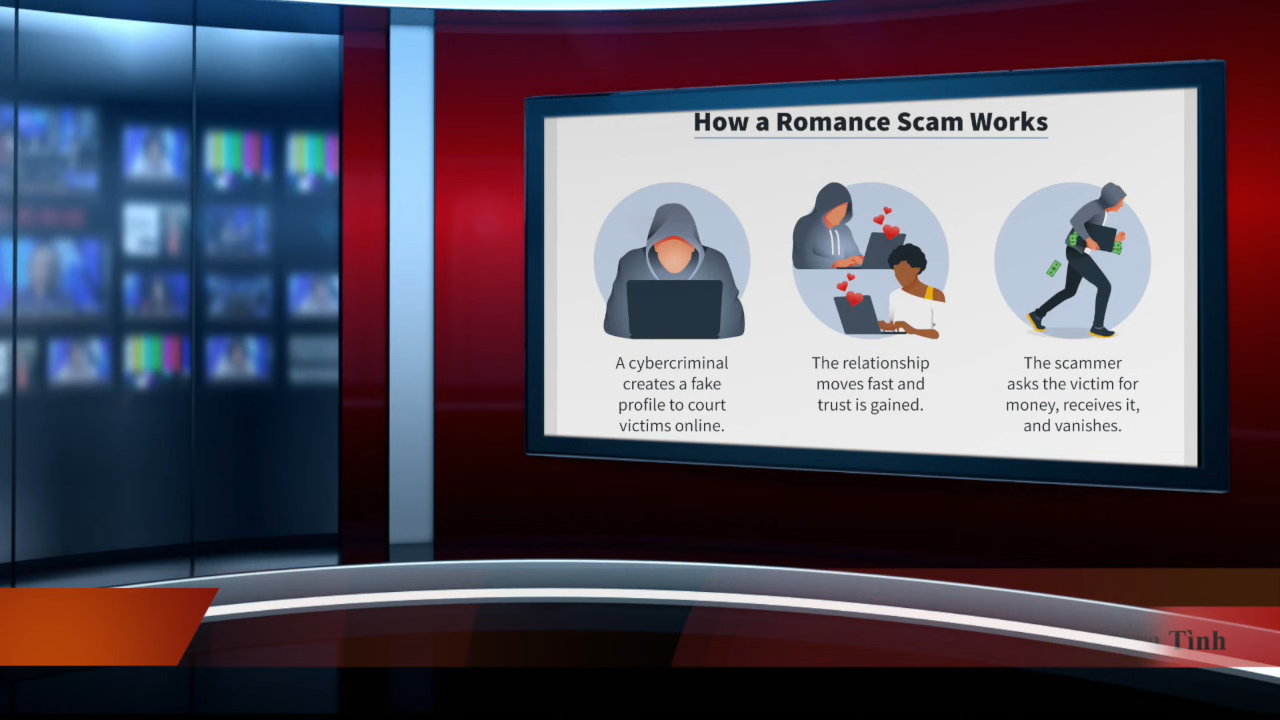 How a Romance Scam Works
A cybercriminal
creates a fake
profile to court
victims online.
The relationship
moves fast and
trust is gained.
The scammer
asks the victim for
money, receives it,
and vanishes.
Tình